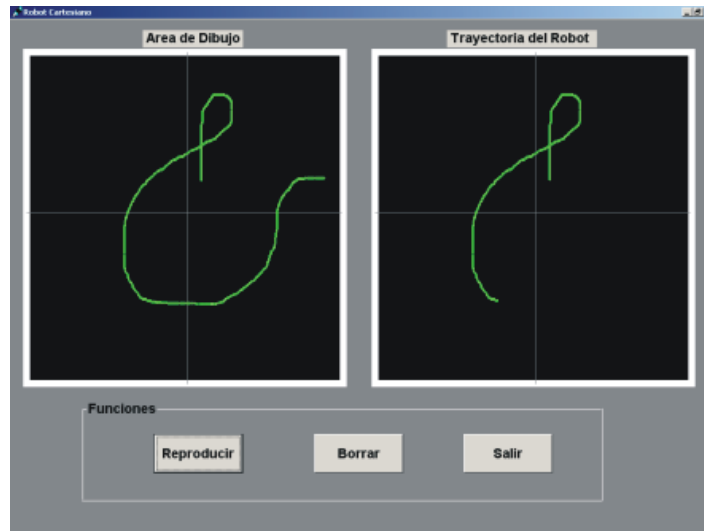 Robot Cartesiano
Area de Dibujo
Trayectoria del Robot
Funciones
Reproducir
Borrar
Salir